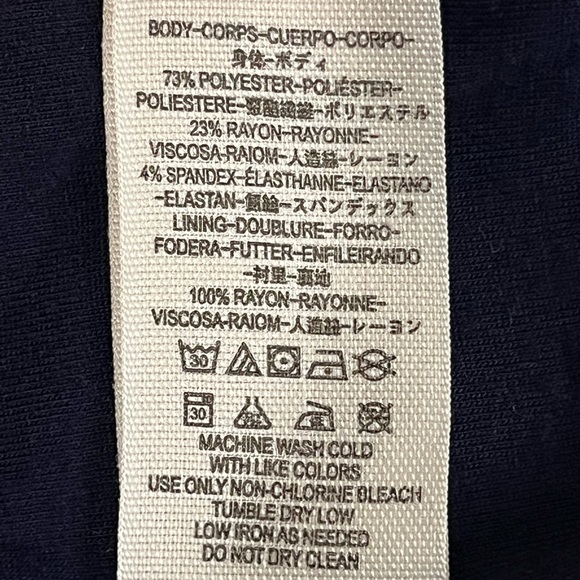 BODY-CORPS-CUERPO-CORPO-
身体-ボディ
73% POLYESTER-POLIÉSTER-
POLIESTERE-聚酯纖維-ポリエステル
23% RAYON-RAYONNE-
VISCOSA-RAIOM-人造絲-レーヨン
4% SPANDEX-ÉLASTHANNE-ELASTANO
-ELASTAN-氨綸-スパンデックス
LINING-DOUBLURE-FORRO-
FODERA-FUTTER-ENFILEIRANDO
-衬里-裏地
100% RAYON-RAYONNE-
VISCOSA-RAIOM-人造絲-レーヨン
30
30
MACHINE WASH COLD
WITH LIKE COLORS
USE ONLY NON-CHLORINE BLEACH
TUMBLE DRY LOW
LOW IRON AS NEEDED
DO NOT DRY CLEAN